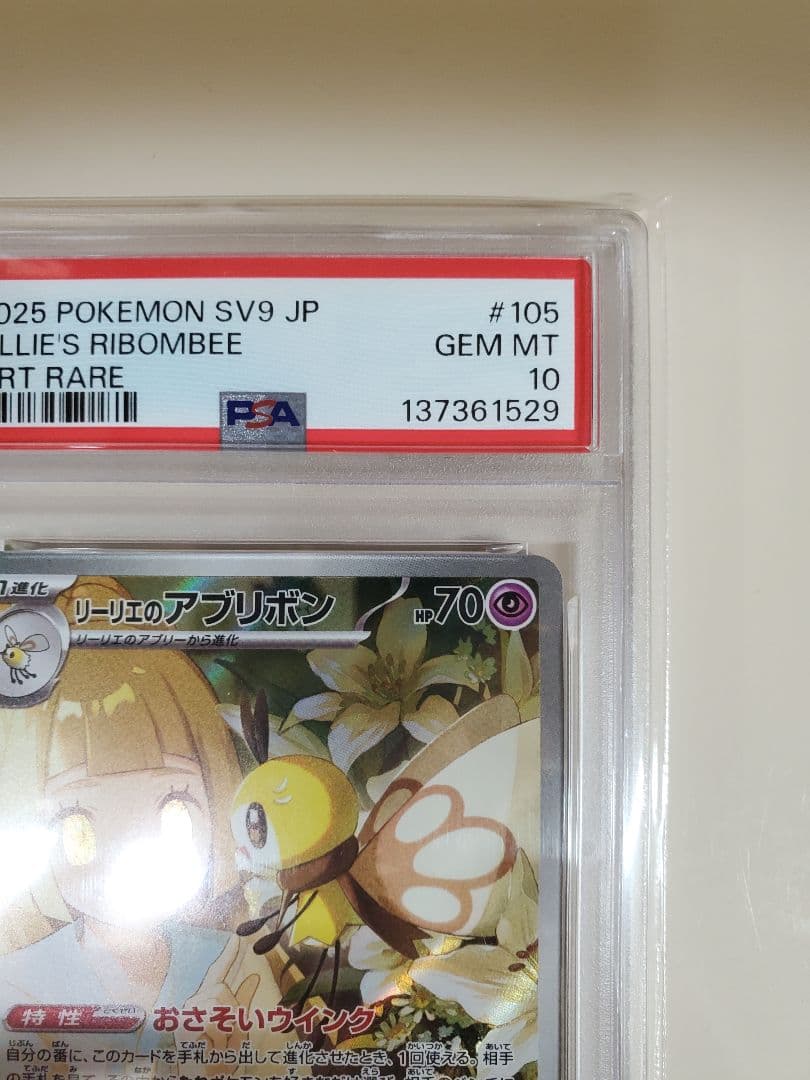 025 POKEMON SV9 JP #105
LLIE'S RIBOMBEE GEM MT
RT RARE 10
PSA 137361529
1進化 リーリエのアブリボン HP70
リーリエのアブリーから進化
特性 おさそいウインク
自分の番に、このカードを手札から出して進化させたとき、1回使える。相手